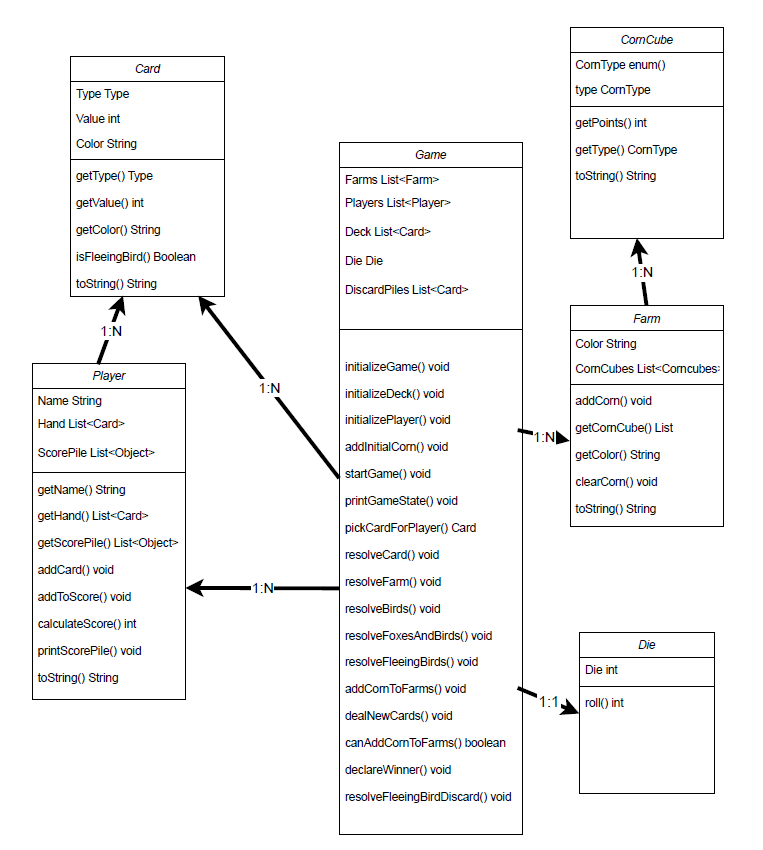 Card
Type Type
Value int
Color String
getType() Type
getValue() int
getColor() String
isFleeingBird() Boolean
toString() String
1:N
Player
Name String
Hand List<Card>
ScorePile List<Object>
getName() String
getHand() List<Card>
getScorePile() List<Object>
addCard() void
addToScore() void
calculateScore() int
printScorePile() void
toString() String
1:N
1:N
Game
Farms List<Farm>
Players List<Player>
Deck List<Card>
Die Die
DiscardPiles List<Card>
initializeGame() void
initializeDeck() void
initializePlayer() void
addInitialCorn() void
startGame() void
printGameState() void
pickCardForPlayer() Card
resolveCard() void
resolveFarm() void
resolveBirds() void
resolveFoxesAndBirds() void
resolveFleeingBirds() void
addCornToFarms() void
dealNewCards() void
canAddCornToFarms() boolean
declareWinner() void
resolveFleeingBirdDiscard() void
CornCube
CornType enum()
type CornType
getPoints() int
getType() CornType
toString() String
1:N
Farm
Color String
CornCubes List<Corncubes>
addCorn() void
getCornCube() List
getColor() String
clearCorn() void
toString() String
1:N
Die
Die int
roll() int
1:1